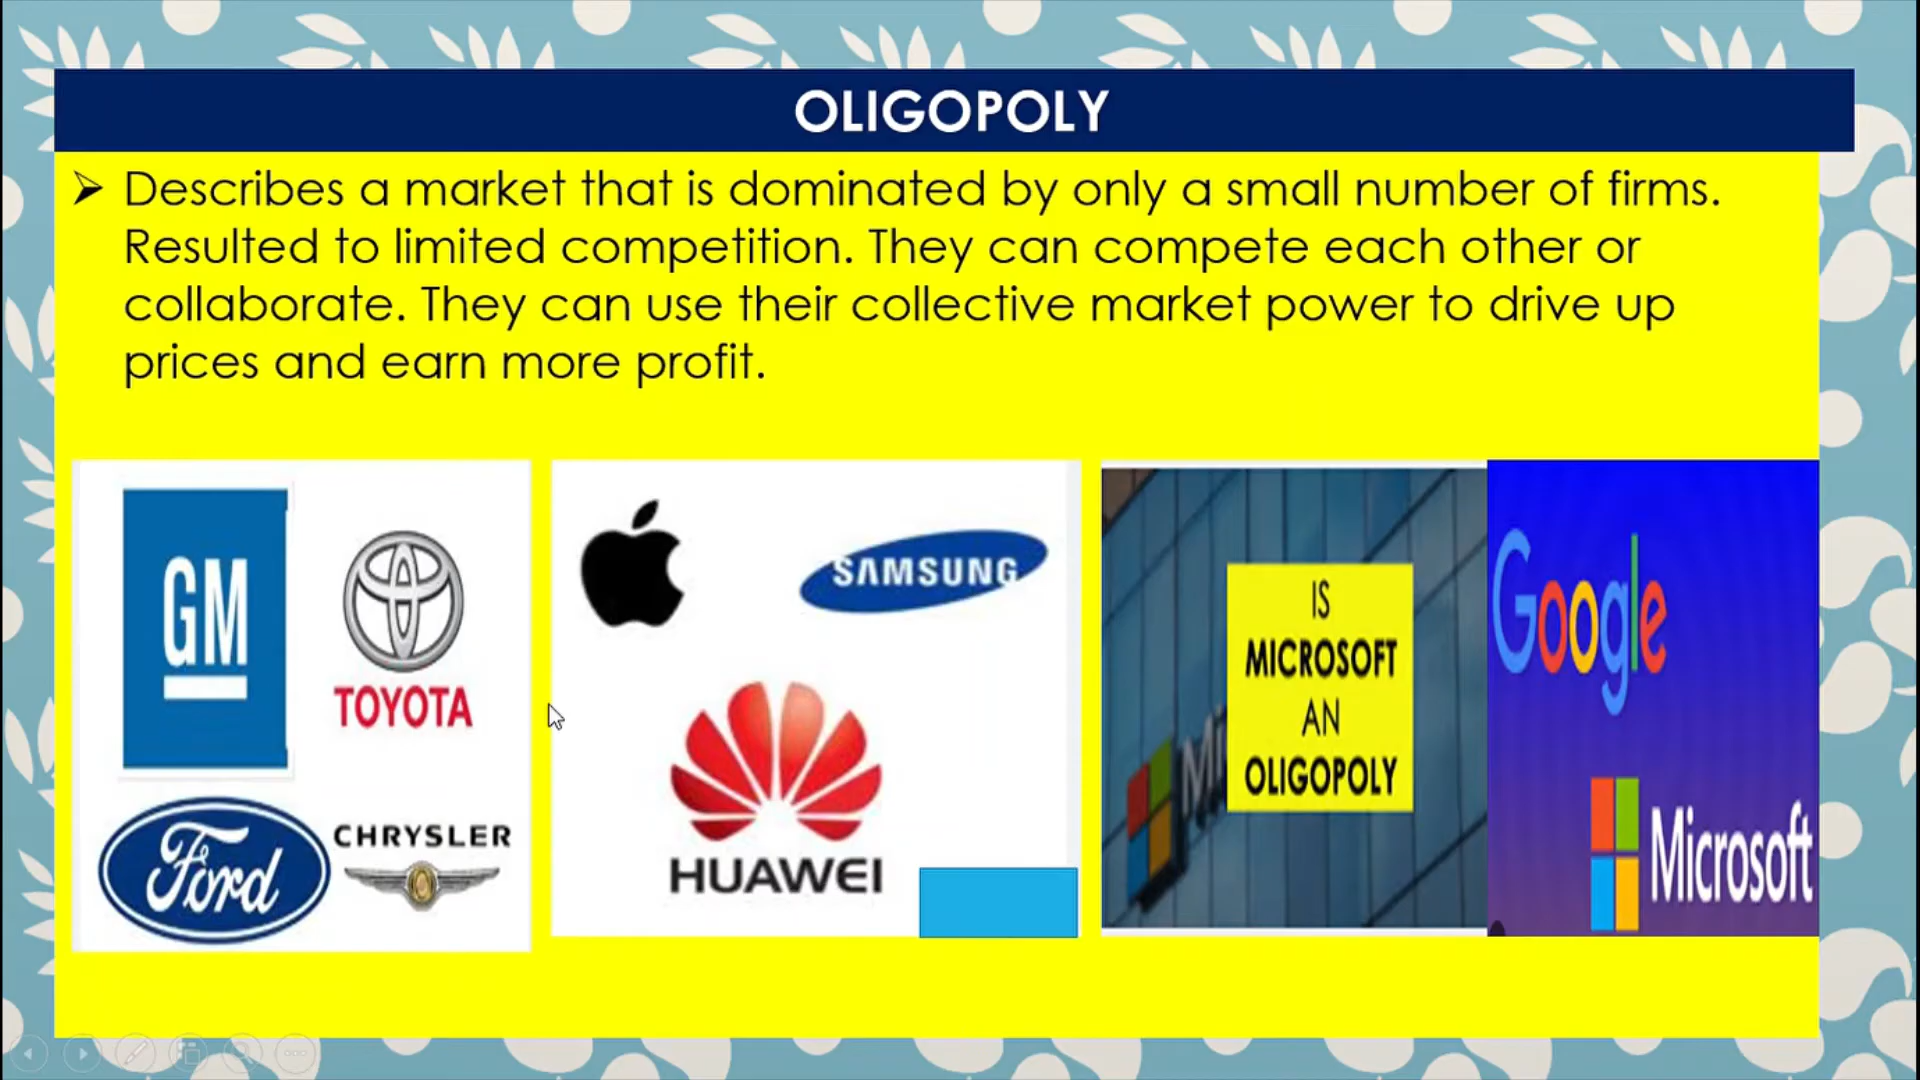 OLIGOPOLY
Describes a market that is dominated by only a small number of firms.
Resulted to limited competition. They can compete each other or
collaborate. They can use their collective market power to drive up
prices and earn more profit.
GM
TOYOTA
Ford
CHRYSLER
SAMSUNG
HUAWEI
IS
MICROSOFT
AN
OLIGOPOLY
Google
Microsoft